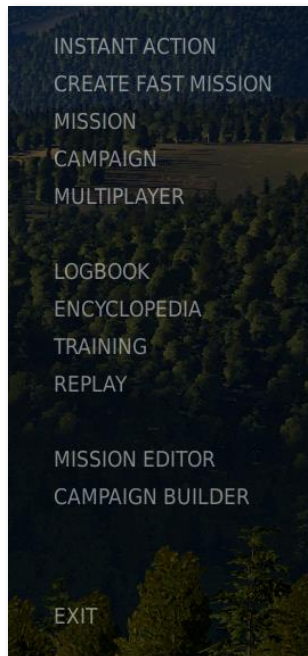 INSTANT ACTION
CREATE FAST MISSION
MISSION
CAMPAIGN
MULTIPLAYER
LOGBOOK
ENCYCLOPEDIA
TRAINING
REPLAY
MISSION EDITOR
CAMPAIGN BUILDER
EXIT